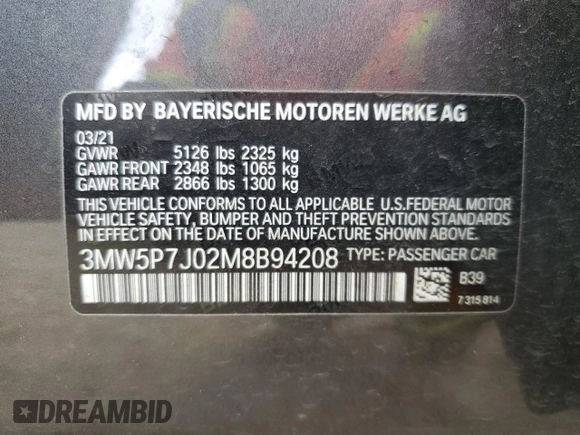 MFD BY BAYERISCHE MOTOREN WERKE AG
03/21
GVWR 5126 lbs 2325 kg
GAWR FRONT 2348 lbs 1065 kg
GAWR REAR 2866 lbs 1300 kg
THIS VEHICLE CONFORMS TO ALL APPLICABLE U.S.FEDERAL MOTOR
VEHICLE SAFETY, BUMPER AND THEFT PREVENTION STANDARDS
IN EFFECT ON THE DATE OF MANUFACTURE SHOWN ABOVE.
3MW5P7J02M8B94208 TYPE: PASSENGER CAR
B39
7 315 814
DREAMBID